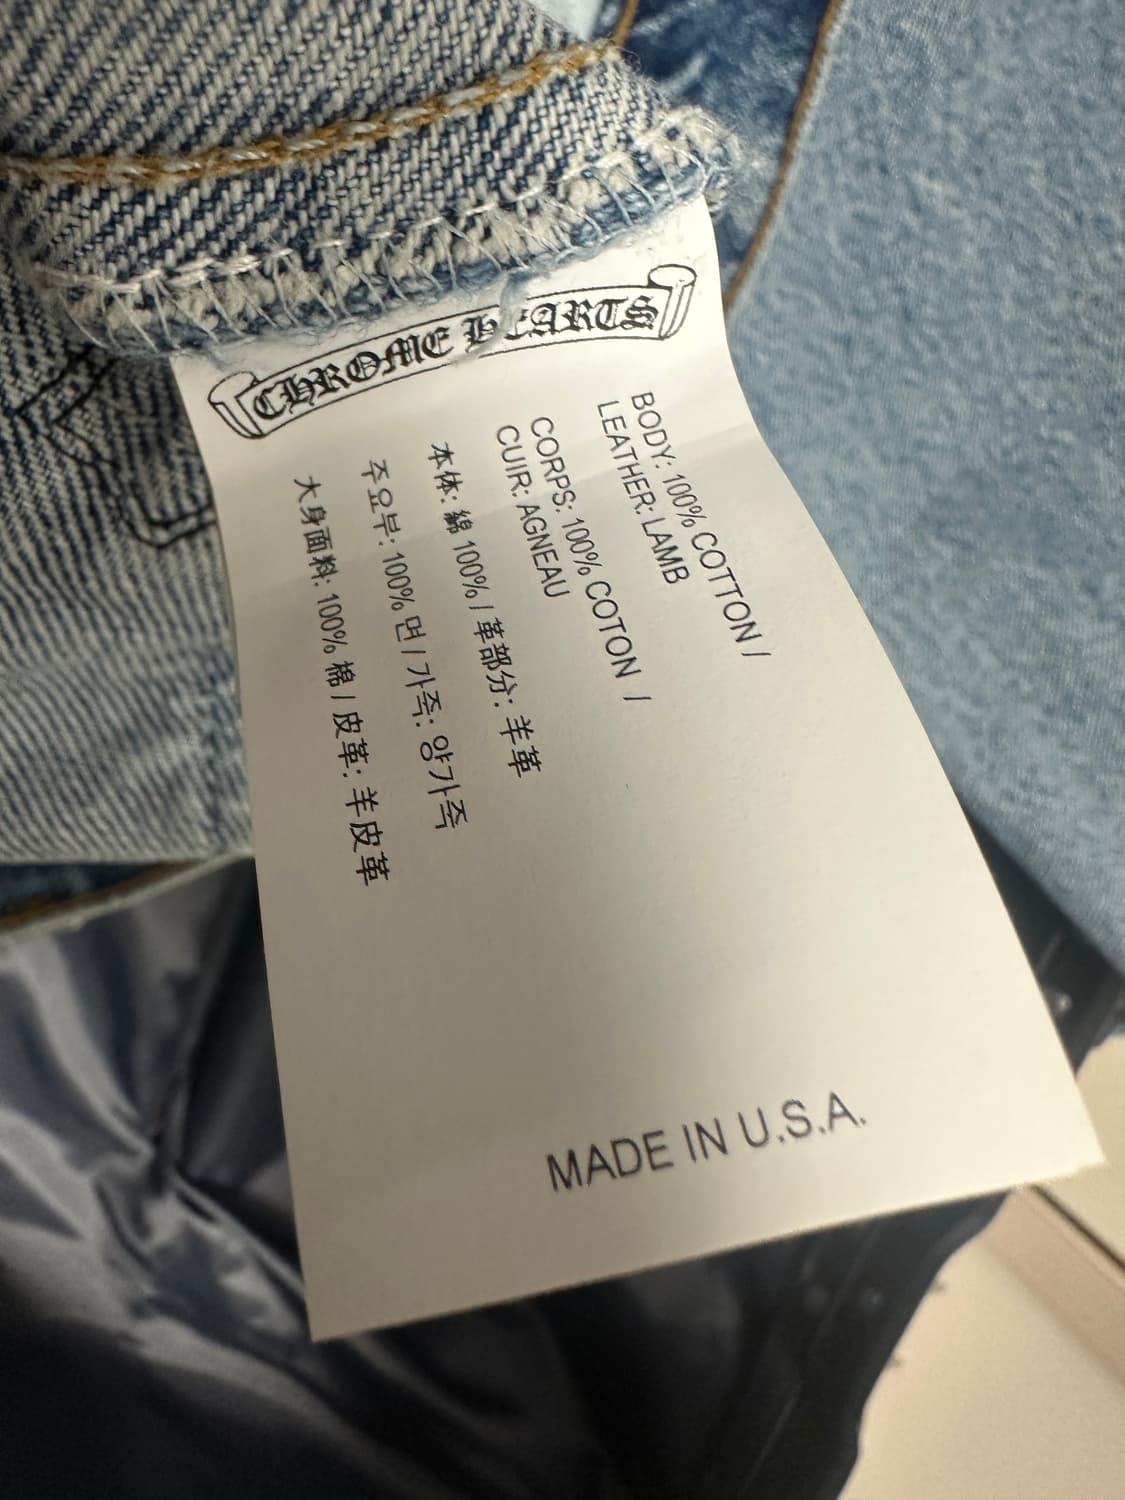 CHROME HEARTS
BODY: 100% COTTON /
LEATHER: LAMB
CORPS: 100% COTON /
CUIR: AGNEAU
本体: 綿 100% / 革部分: 羊革
주요부: 100% 면 / 가죽: 양가죽
大身面料: 100% 棉 / 皮革: 羊皮革
MADE IN U.S.A.